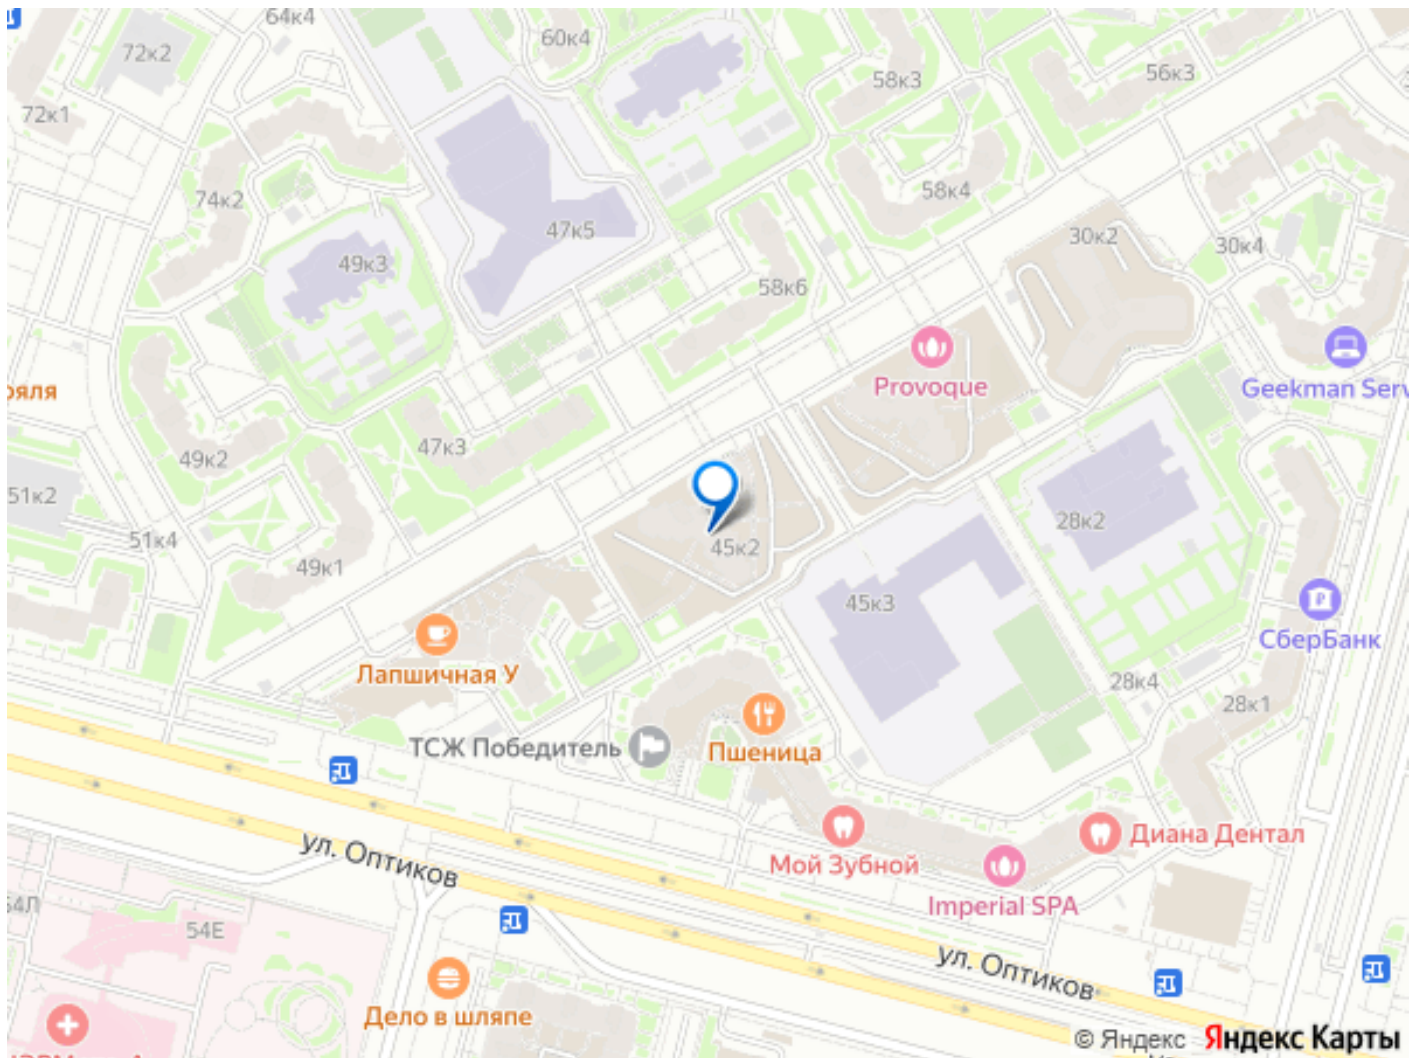 64к4
60к4
72к2
58к3
56к3
72к1
74к2
58к4
47к5
30к2
30к4
49к3
58к6
Provoque
Geekman Serv
47к3
49к2
51к2
28к2
51к4
45к2
49к1
45к3
СберБанк
Лапшичная У
28к4
28к1
ТСЖ Победитель
Пшеница
Диана Дентал
ул. Оптиков
Мой Зубной
Imperial SPA
54Л
54Е
ул. Оптиков
Дело в шляпе
© Яндекс Яндекс Карты